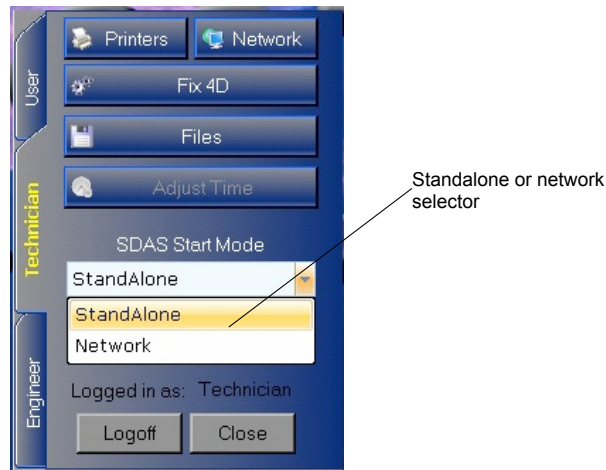 User
Technician
Engineer
Printers
Network
Fix 4D
Files
Adjust Time
SDAS Start Mode
StandAlone
StandAlone
Network
Logged in as: Technician
Logoff
Close
Standalone or network
selector